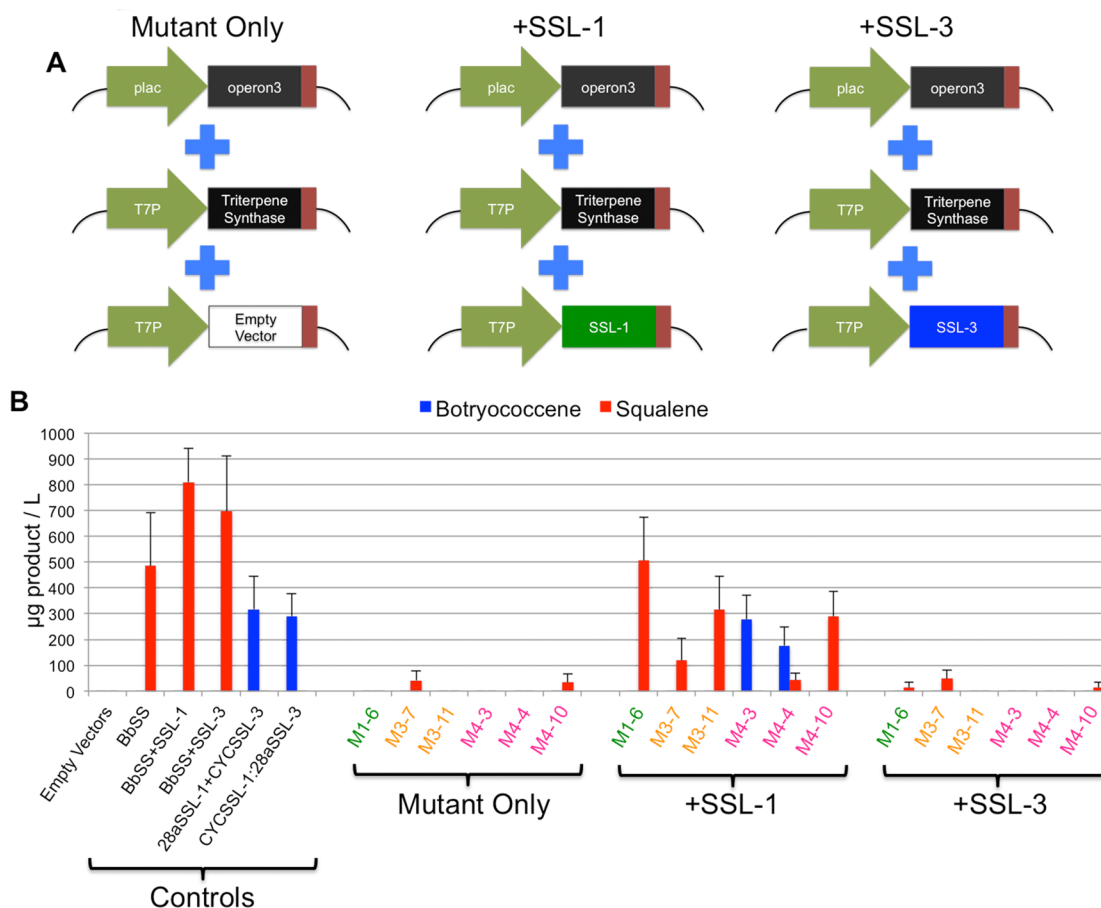 Mutant Only
+SSL-1
+SSL-3
A
plac
operon3
plac
operon3
plac
operon3
T7P
Triterpene
Synthase
T7P
Triterpene
Synthase
T7P
Triterpene
Synthase
T7P
Empty
Vector
T7P
SSL-1
T7P
SSL-3
B
Botryococcene
Squalene
µg product / L
1000
900
800
700
600
500
400
300
200
100
0
Empty Vectors
BbSS
BbSS+SSL-1
BbSS+SSL-3
28aSSL-1+CYCSSL-3
CYCSSL-1:28aSSL-3
M1-6
M3-7
M3-11
M4-3
M4-4
M4-10
M1-6
M3-7
M3-11
M4-3
M4-4
M4-10
M1-6
M3-7
M3-11
M4-3
M4-4
M4-10
Controls
Mutant Only
+SSL-1
+SSL-3